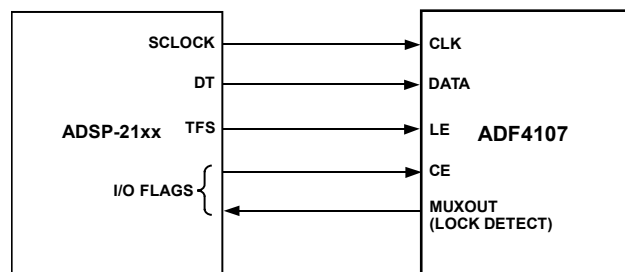 SCLOCK
DT
TFS
I/O FLAGS
ADSP-21xx
CLK
DATA
LE
CE
MUXOUT
(LOCK DETECT)
ADF4107